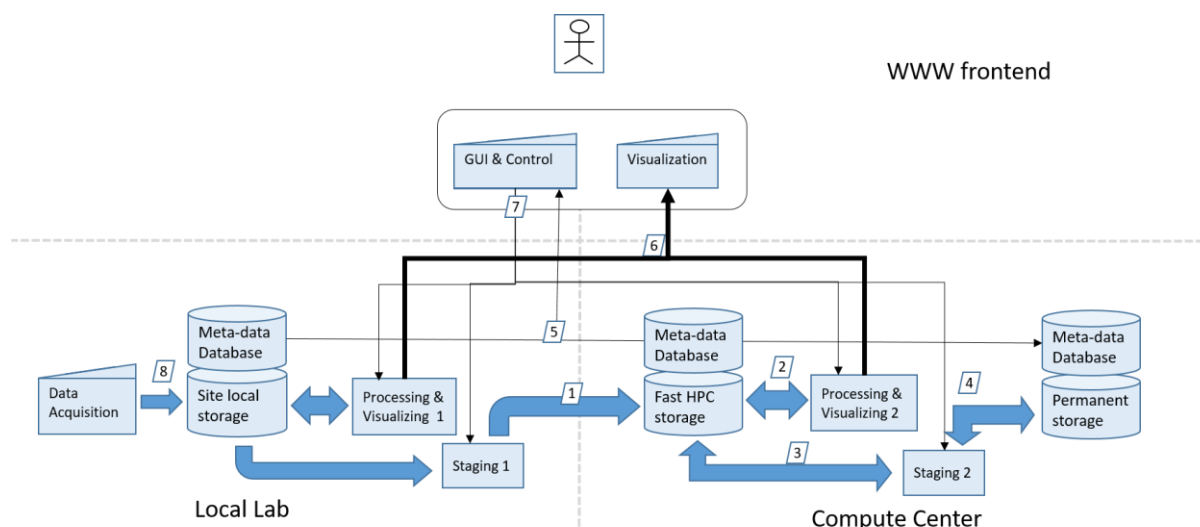 WWW frontend
GUI & Control
Visualization
7
6
Meta-data
Database
5
Meta-data
Database
Meta-data
Database
8
Data
Acquisition
Site local
storage
Processing &
Visualizing 1
1
Fast HPC
storage
2
Processing &
Visualizing 2
4
Permanent
storage
Staging 1
3
Staging 2
Local Lab
Compute Center